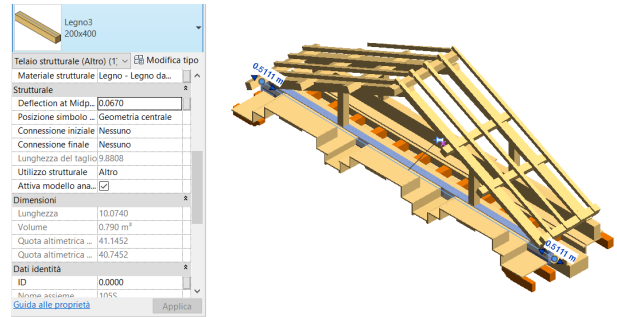 Legno3
200x400
Telaio strutturale (Altro) (1) Modifica tipo
Materiale strutturale Legno - Legno da...
Strutturale
Deflection at Midp... 0.0670
Posizione simbolo ... Geometria centrale
Connessione iniziale Nessuno
Connessione finale Nessuno
Lunghezza del taglio 9.8808
Utilizzo strutturale Altro
Attiva modello ana...
Dimensioni
Lunghezza 10.0740
Volume 0.790 m³
Quota altimetrica ... 41.1452
Quota altimetrica ... 40.7452
Dati identità
ID 0.0000
Nome assieme 1055
Guida alle proprietà Applica
0.5111 m
0.5111 m